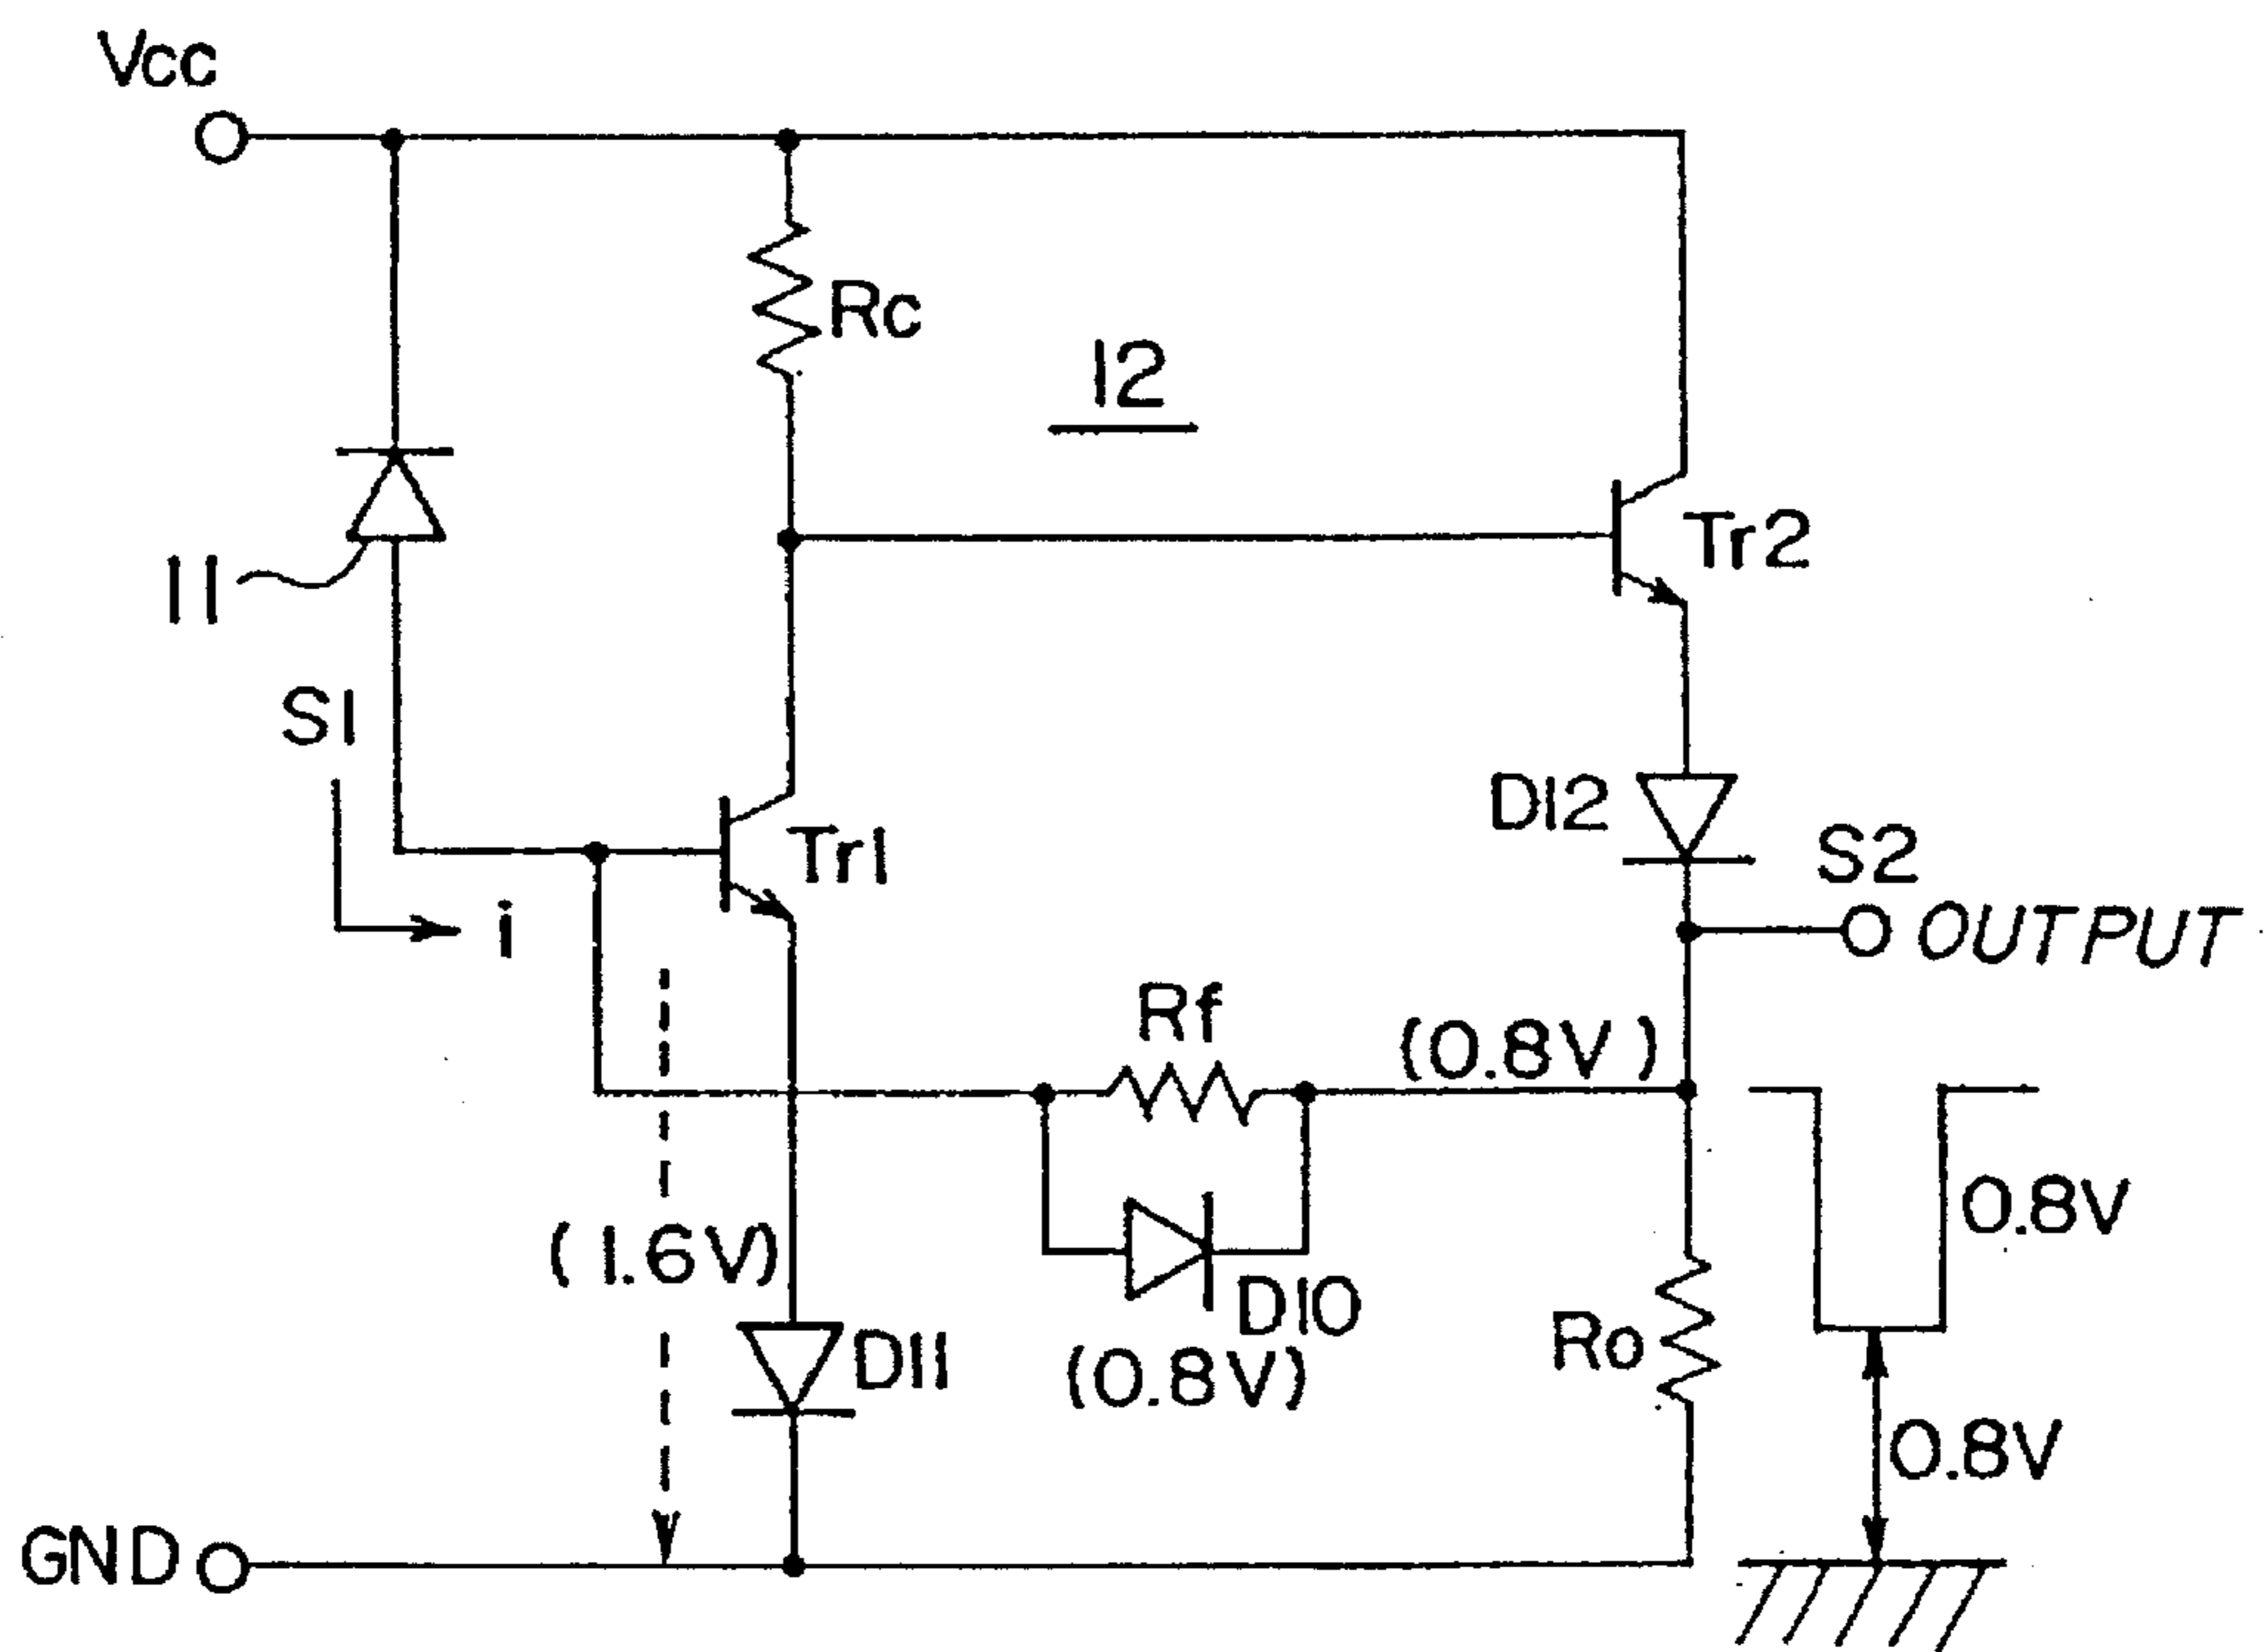 Vcc
Rc
12
Tr2
11
S1
D12
S2
Tr1
OUTPUT
i
Rf
(0.8V)
0.8V
(1.6V)
D10
D11
Ro
(0.8V)
0.8V
GND